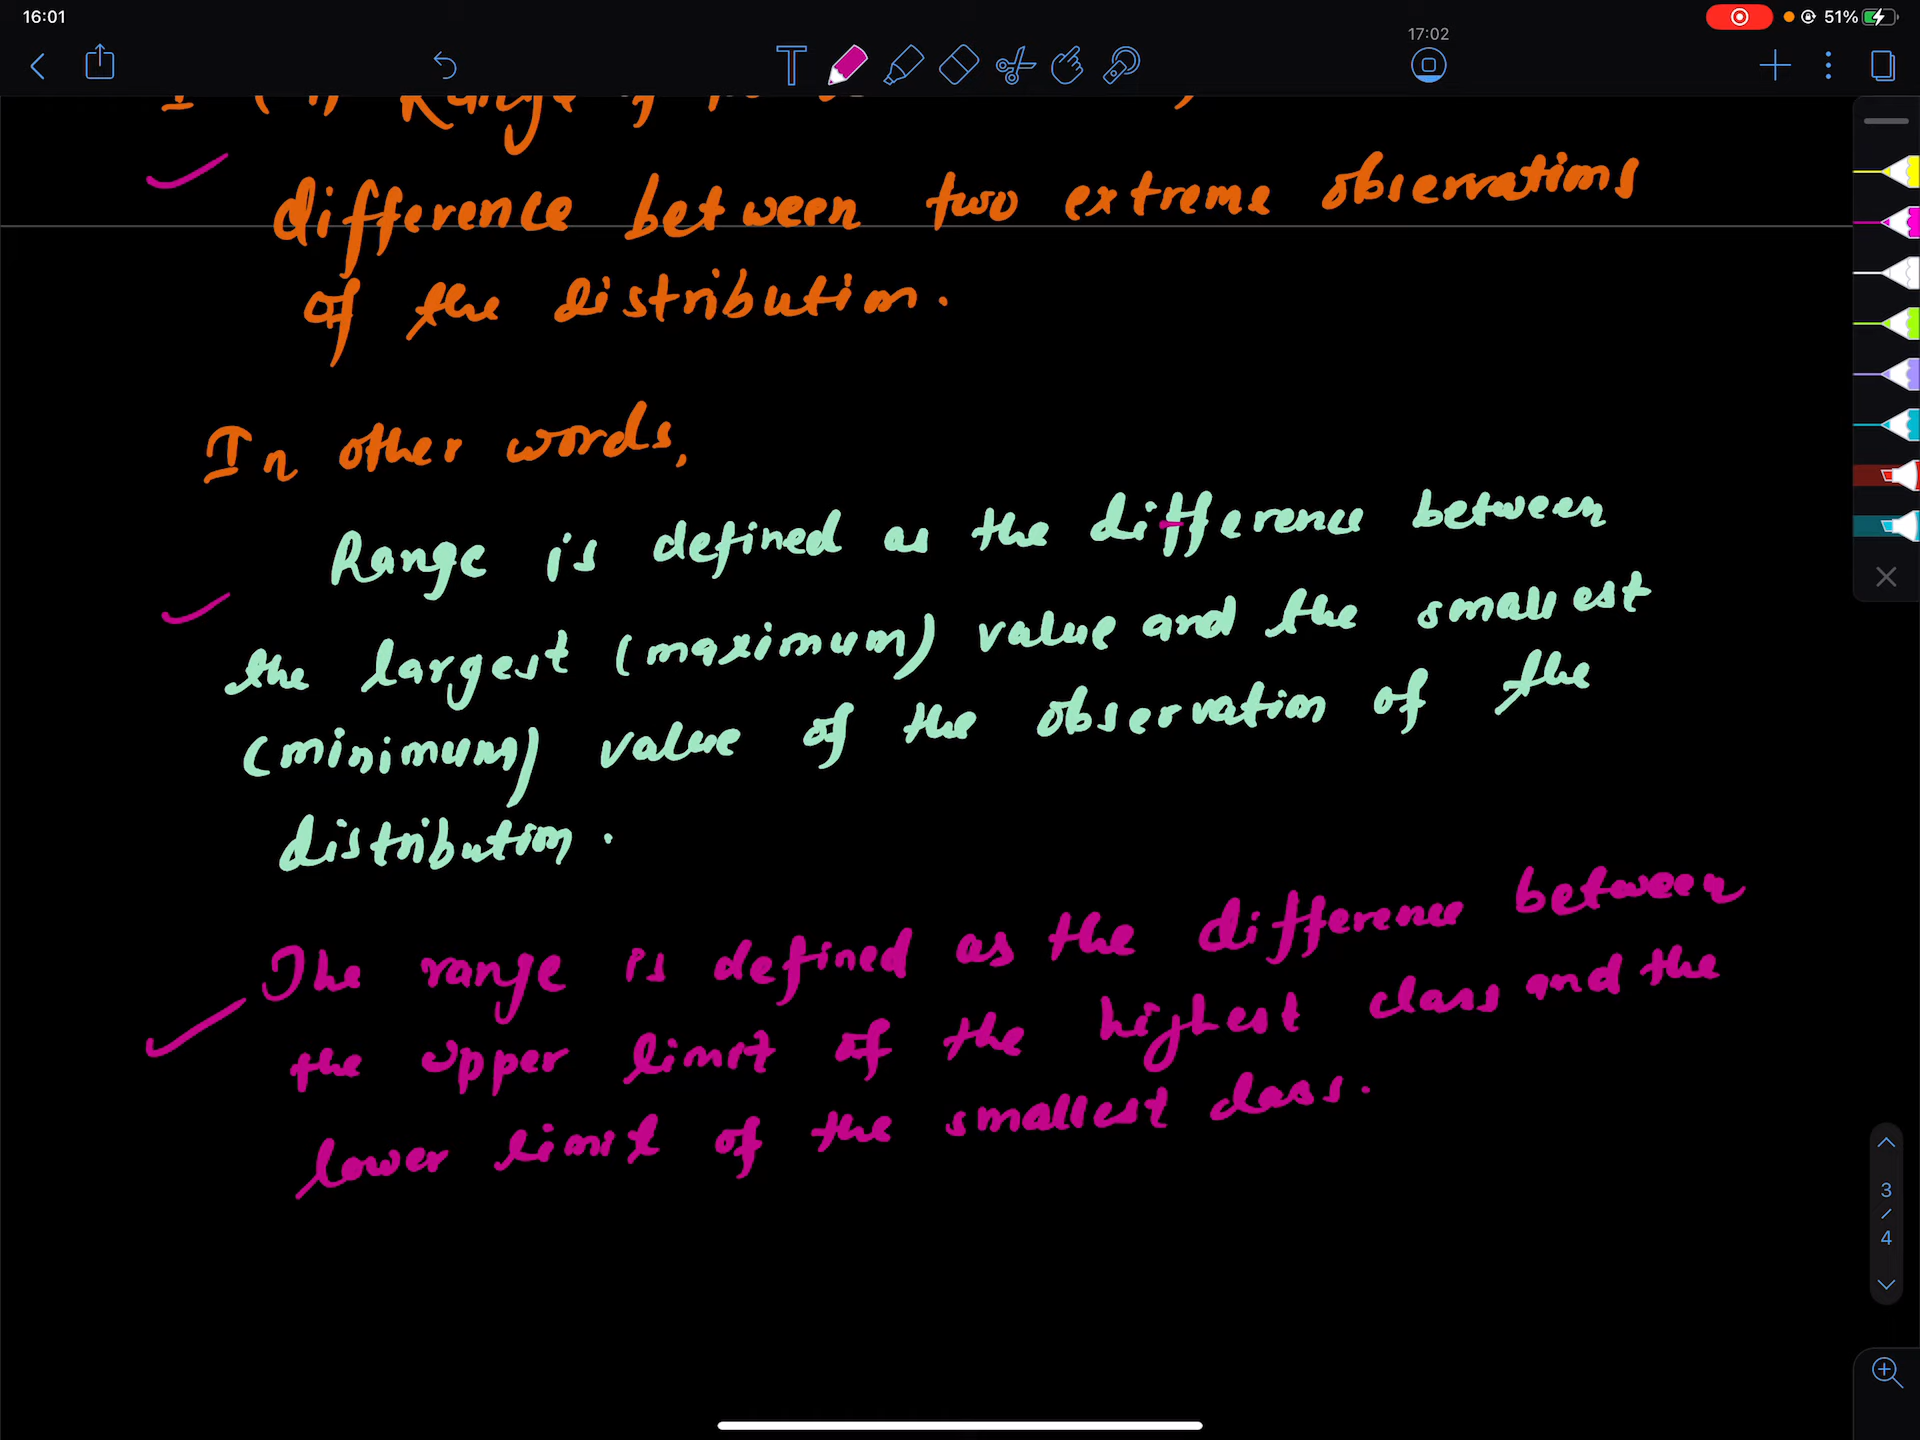 16:01
51%
17:02
Range
difference between two extreme observations
of the distribution.
In other words,
Range is defined as the difference between
the largest (maximum) value and the smallest
(minimum) value of the observation of the
distribution.
The range is defined as the difference between
the upper limit of the highest class and the
lower limit of the smallest class.
3
/
4